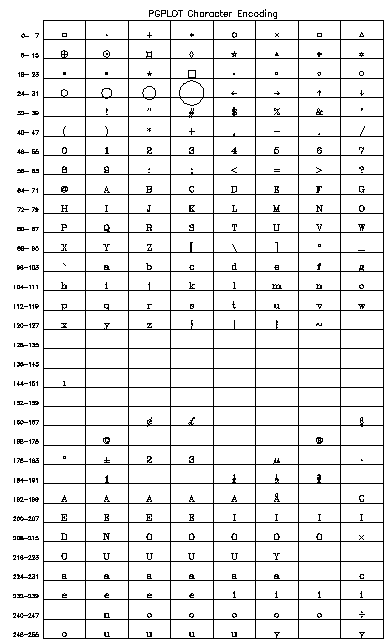 PGPLOT Character Encoding
0- 7 □ · + * ○ × □ △
8- 15 ⊕ ⊙ ¤ ◇ ☆
16- 23
24- 31 ○ ○ ○ ○ ← → ↑ ↓
32- 39 ! " # $ % & '
40- 47 ( ) * + , - . /
48- 55 0 1 2 3 4 5 6 7
56- 63 8 9 : ; < = > ?
64- 71 @ A B C D E F G
72- 79 H I J K L M N O
80- 87 P Q R S T U V W
88- 95 X Y Z [ \ ] ° _
96-103 ` a b c d e f g
104-111 h i j k l m n o
112-119 p q r s t u v w
120-127 x y z { | } ~
128-135
136-143
144-151 ı
152-159
160-167 ¢ £ §
168-175 © ®
176-183 ° ± 2 3 μ ·
184-191 1 ¼ ½ ¾
192-199 A A A A A Å C
200-207 E E E E I I I I
208-215 D N O O O O O ×
216-223 O U U U U Y
224-231 a a a a a a c
232-239 e e e e i i i i
240-247 n o o o o o ÷
248-255 o u u u u y y